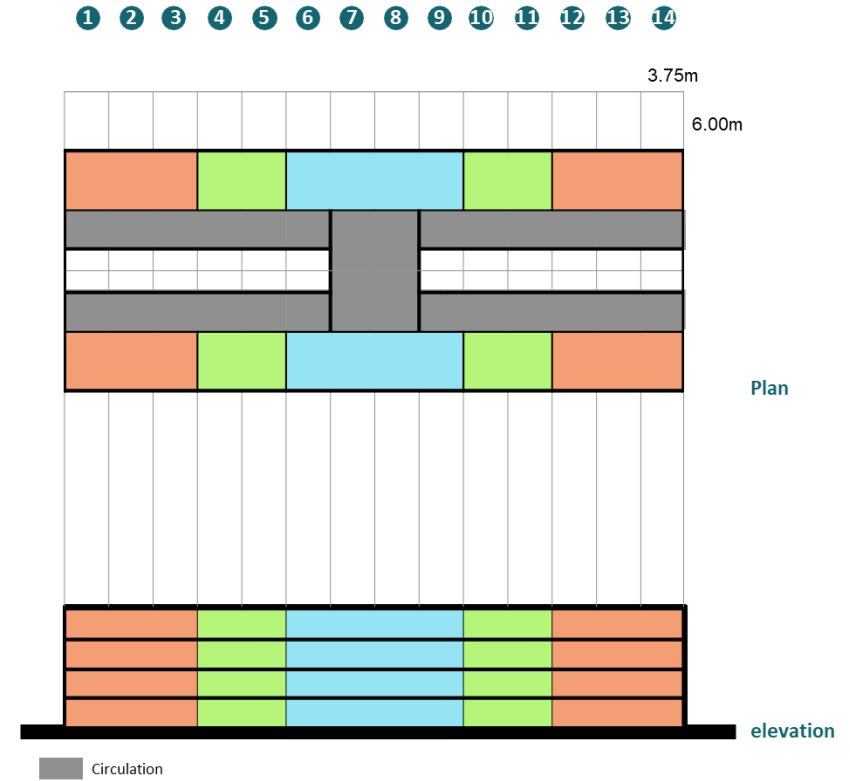 1 2 3 4 5 6 7 8 9 10 11 12 13 14
3.75m
6.00m
Plan
elevation
Circulation